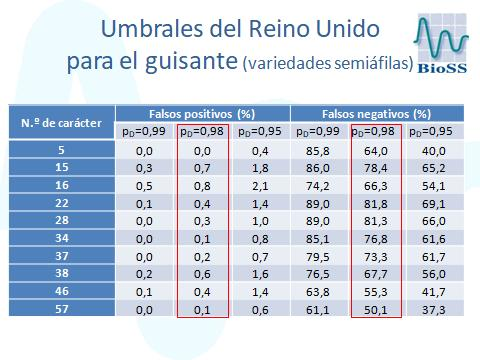 Umbrales del Reino Unido
para el guisante (variedades semiáfilas)
BioSS
N.º de carácter Falsos positivos (%) Falsos negativos (%)
pD=0,99 pD=0,98 pD=0,95 pD=0,99 pD=0,98 pD=0,95
5 0,0 0,0 0,4 85,8 64,0 40,0
15 0,3 0,7 1,8 86,0 78,4 65,2
16 0,5 0,8 2,1 74,2 66,3 54,1
22 0,1 0,4 1,4 89,0 81,8 69,1
28 0,0 0,3 1,0 89,0 81,3 66,0
34 0,0 0,1 0,8 85,1 76,8 61,6
37 0,0 0,2 0,7 79,5 73,3 61,7
38 0,2 0,6 1,6 76,5 67,7 56,0
46 0,1 0,4 1,4 63,8 55,3 41,7
57 0,0 0,1 0,6 61,1 50,1 37,3